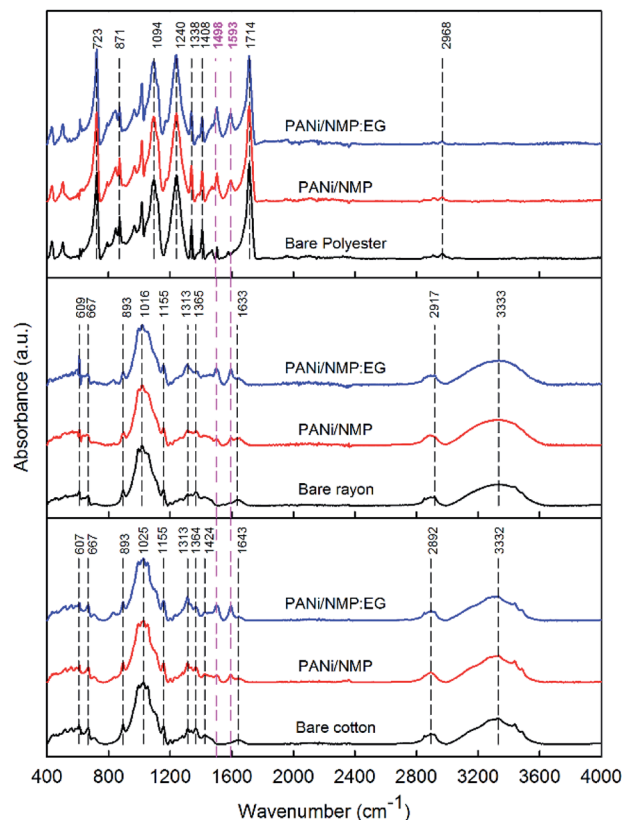 723 871 1094 1240 1338 1408 1498 1593 1714 2968
PANi/NMP:EG
PANi/NMP
Bare Polyester
609 667 893 1016 1155 1313 1365 1633 2917 3333
PANi/NMP:EG
PANi/NMP
Bare rayon
607 667 893 1025 1155 1313 1364 1424 1643 2892 3332
PANi/NMP:EG
PANi/NMP
Bare cotton
Absorbance (a.u.)
400 800 1200 1600 2000 2400 2800 3200 3600 4000
Wavenumber (cm⁻¹)